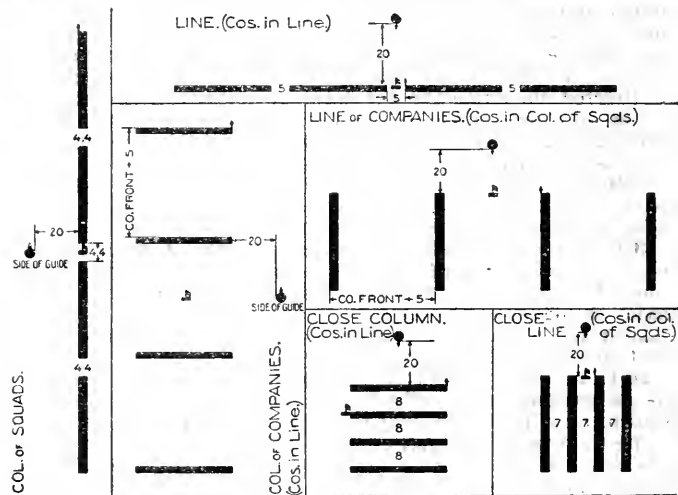 LINE. (Cos. in Line.)
20
5
5
5
COL. of SQUADS.
4.4
20
SIDE OF GUIDE
4.4
4.4
CO. FRONT + 5
20
SIDE OF GUIDE
COL. of COMPANIES.
(Cos. in Line.)
LINE of COMPANIES. (Cos. in Col. of Sqds.)
20
CO. FRONT + 5
CLOSE COLUMN.
(Cos. in Line)
20
8
8
8
CLOSE LINE (Cos. in Col. of Sqds.)
20
7
7
7